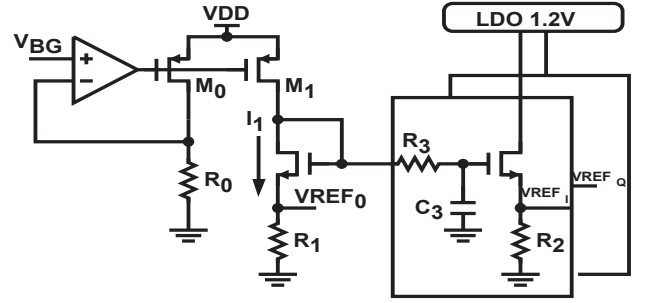 LDO 1.2V
VDD
VBG
+
−
M0
M1
I1
R0
VREF0
R1
R3
C3
VREF I
VREF Q
R2